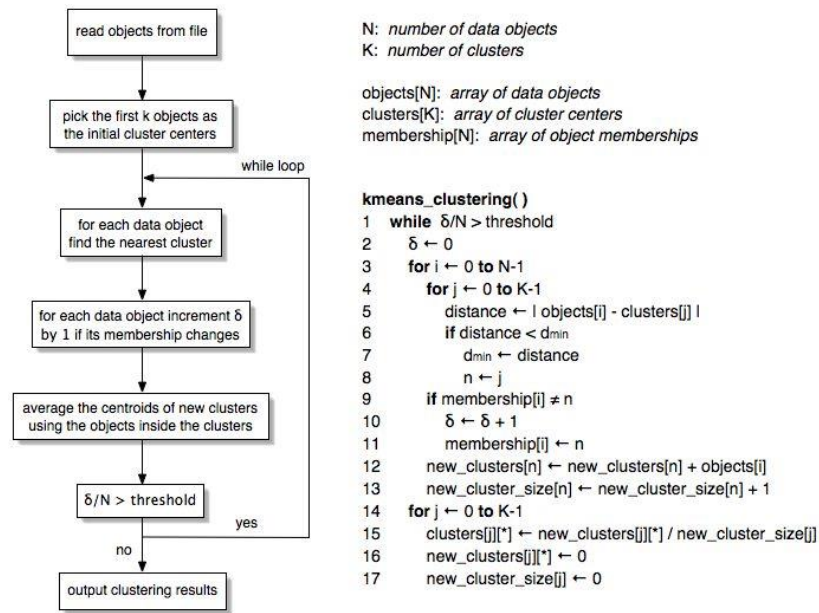 read objects from file
pick the first k objects as
the initial cluster centers
while loop
for each data object
find the nearest cluster
for each data object increment δ
by 1 if its membership changes
average the centroids of new clusters
using the objects inside the clusters
δ/N > threshold
yes
no
output clustering results
N: number of data objects
K: number of clusters
objects[N]: array of data objects
clusters[K]: array of cluster centers
membership[N]: array of object memberships
kmeans_clustering( )
1 while δ/N > threshold
2 δ ← 0
3 for i ← 0 to N-1
4 for j ← 0 to K-1
5 distance ← | objects[i] - clusters[j] |
6 if distance < dmin
7 dmin ← distance
8 n ← j
9 if membership[i] ≠ n
10 δ ← δ + 1
11 membership[i] ← n
12 new_clusters[n] ← new_clusters[n] + objects[i]
13 new_cluster_size[n] ← new_cluster_size[n] + 1
14 for j ← 0 to K-1
15 clusters[j][*] ← new_clusters[j][*] / new_cluster_size[j]
16 new_clusters[j][*] ← 0
17 new_cluster_size[j] ← 0